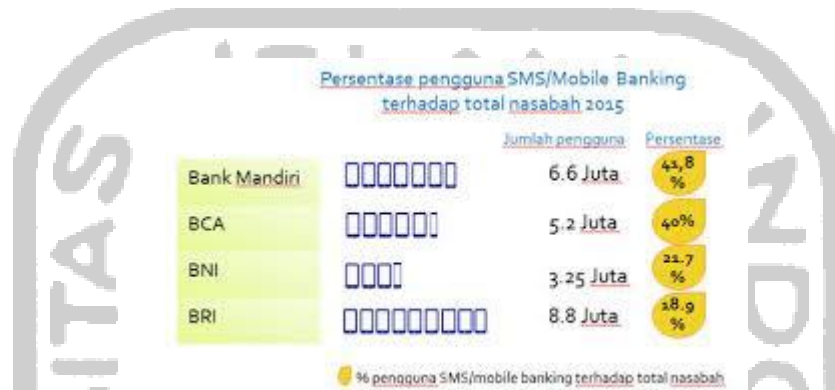 Persentase pengguna SMS/Mobile Banking
terhadap total nasabah 2015
Jumlah pengguna Persentase
Bank Mandiri 6.6 Juta 41,8 %
BCA 5.2 Juta 40%
BNI 3.25 Juta 21.7 %
BRI 8.8 Juta 18.9 %
% pengguna SMS/mobile banking terhadap total nasabah
ITAS
ND